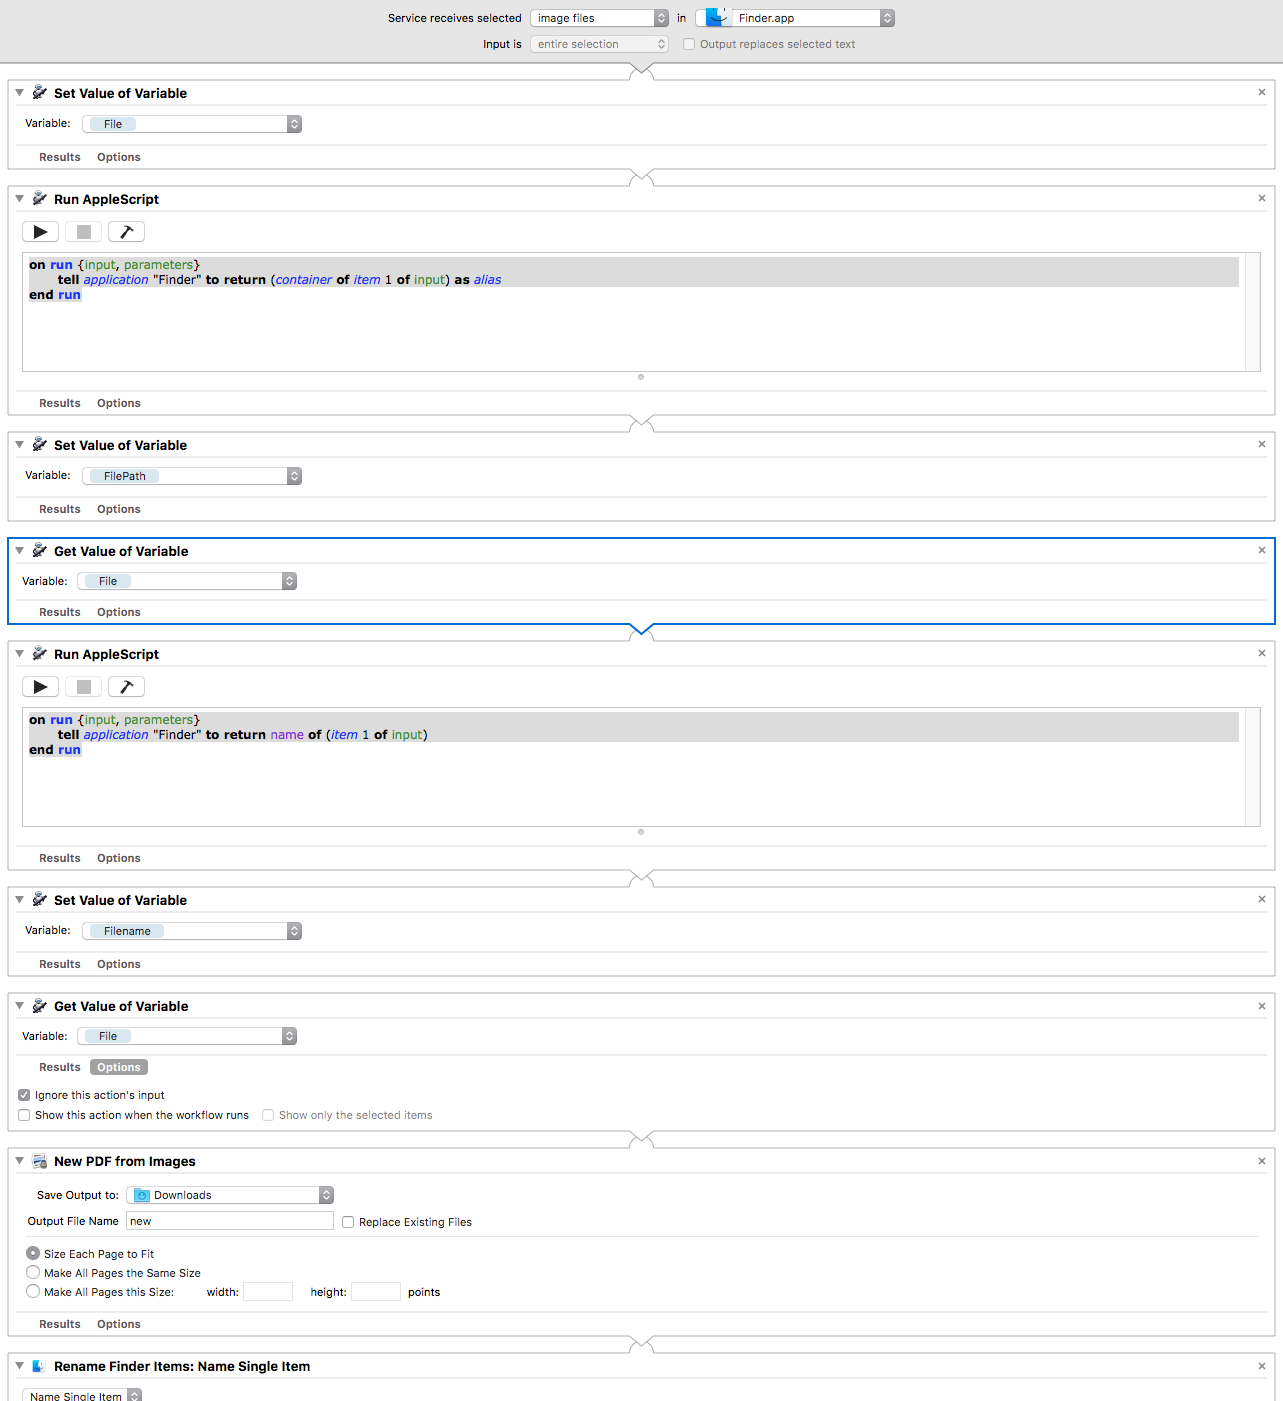 Service receives selected image files in Finder.app
Input is entire selection Output replaces selected text
Set Value of Variable
Variable: File
Results Options
Run AppleScript
on run {input, parameters}
tell application "Finder" to return (container of item 1 of input) as alias
end run
Results Options
Set Value of Variable
Variable: FilePath
Results Options
Get Value of Variable
Variable: File
Results Options
Run AppleScript
on run {input, parameters}
tell application "Finder" to return name of (item 1 of input)
end run
Results Options
Set Value of Variable
Variable: Filename
Results Options
Get Value of Variable
Variable: File
Results Options
Ignore this action's input
Show this action when the workflow runs Show only the selected items
New PDF from Images
Save Output to: Downloads
Output File Name new Replace Existing Files
Size Each Page to Fit
Make All Pages the Same Size
Make All Pages this Size: width: height: points
Results Options
Rename Finder Items: Name Single Item
Name Single Item